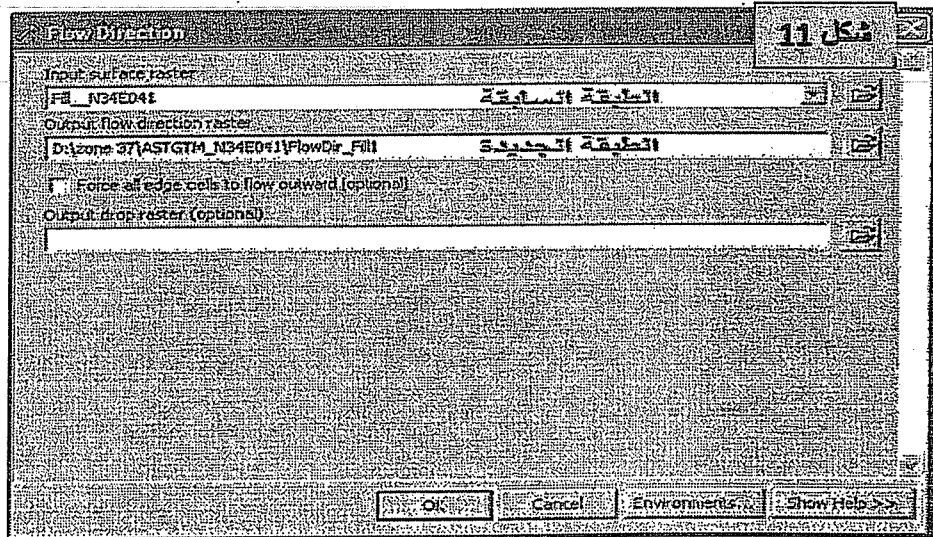 Flow Direction
شكل 11
Input surface raster
Fill__N34E041
الطبقة السابقة
Output flow direction raster
D:\zone 37\ASTGTM_N34E041\FlowDir_Fill1
الطبقة الجديدة
Force all edge cells to flow outward (optional)
Output drop raster (optional)
OK
Cancel
Environments...
Show Help >>